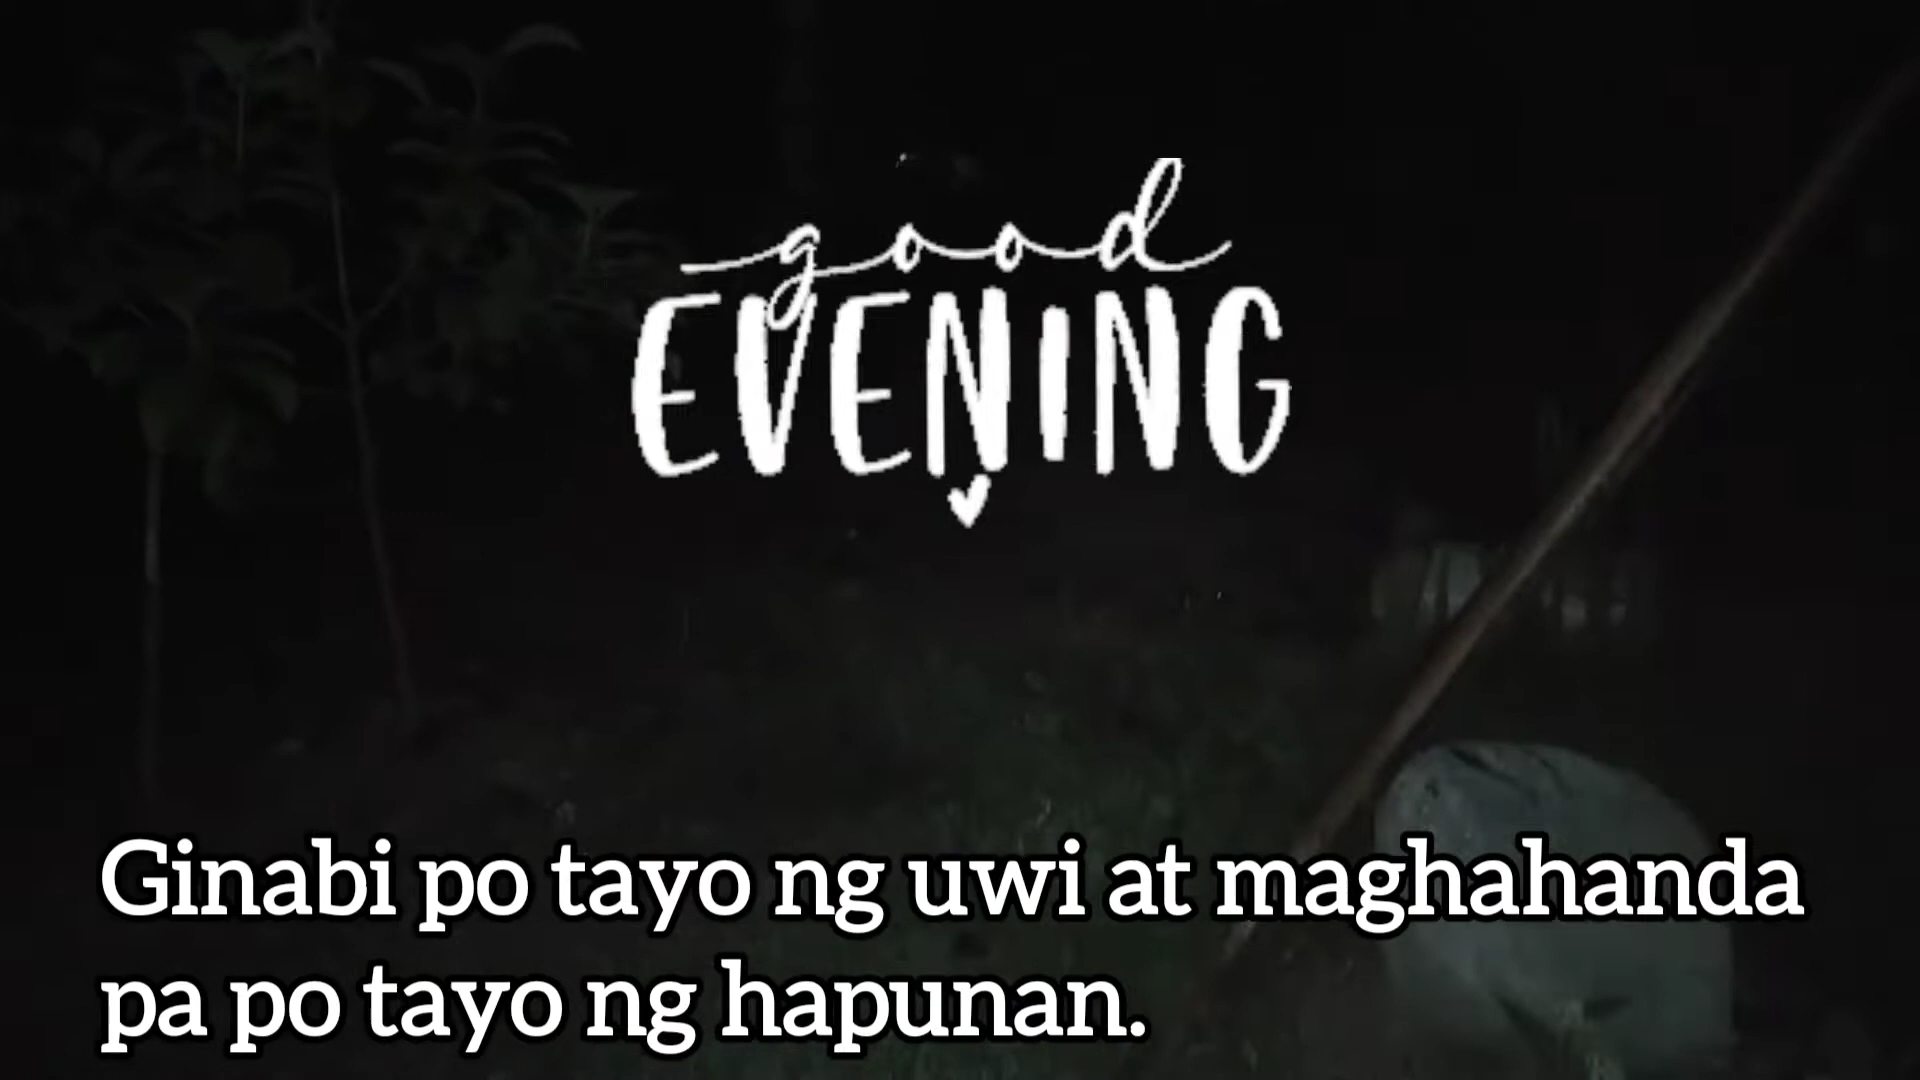 good
EVENING
Ginabi po tayo ng uwi at maghahanda
pa po tayo ng hapunan.